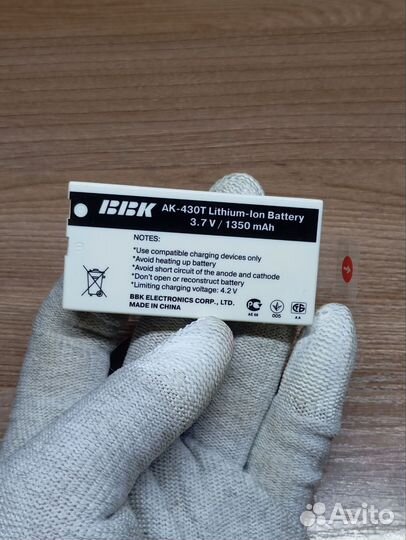 BBK AK-430T Lithium-Ion Battery
3.7 V / 1350 mAh
NOTES:
*Use compatible charging devices only
*Avoid heating up battery
*Avoid short circuit of the anode and cathode
*Don't open or reconstruct battery
*Limiting charging voltage: 4.2 V
BBK ELECTRONICS CORP., LTD.
MADE IN CHINA
005
Avito